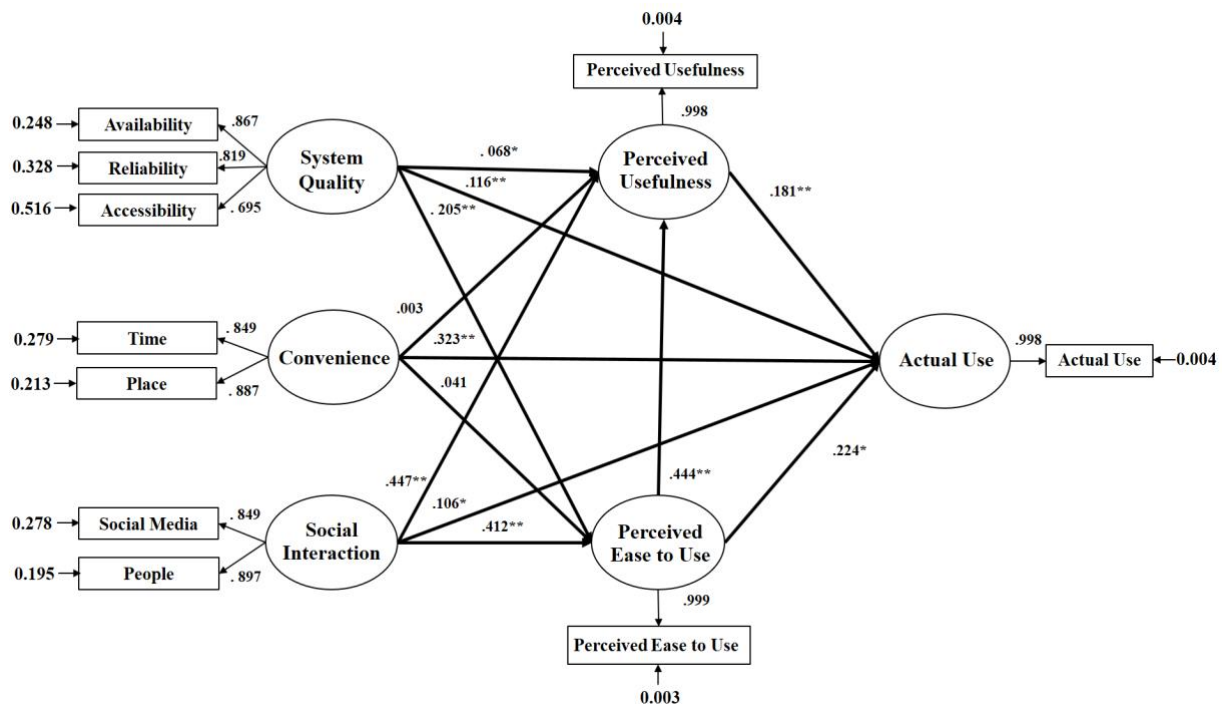 0.004
Perceived Usefulness
.998
0.248
Availability
.867
System
Quality
0.328
Reliability
.819
0.516
Accessibility
. 695
. 068*
.116**
. 205**
Perceived
Usefulness
.181**
0.279
Time
. 849
Convenience
0.213
Place
. 887
.003
.323**
.041
Actual Use
.998
Actual Use
0.004
0.278
Social Media
. 849
Social
Interaction
0.195
People
. 897
.447**
.106*
.412**
.444**
.224*
Perceived
Ease to Use
.999
Perceived Ease to Use
0.003